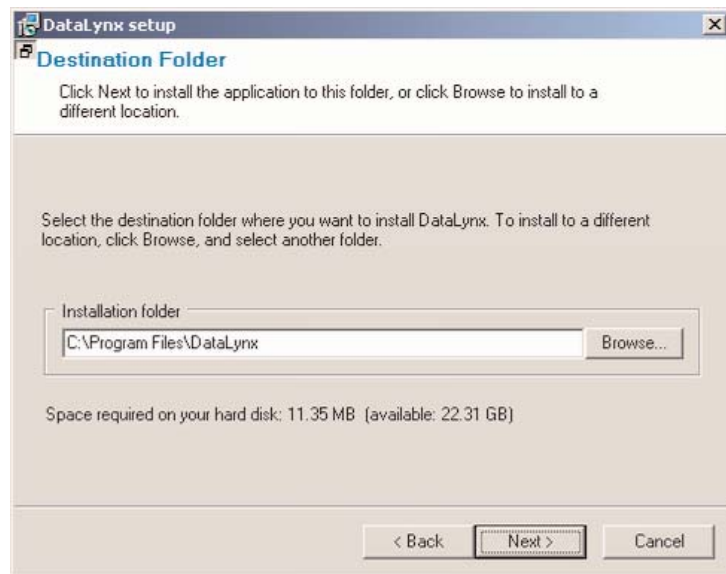 DataLynx setup
Destination Folder
Click Next to install the application to this folder, or click Browse to install to a
different location.
Select the destination folder where you want to install DataLynx. To install to a different
location, click Browse, and select another folder.
Installation folder
C:\Program Files\DataLynx
Browse...
Space required on your hard disk: 11.35 MB (available: 22.31 GB)
< Back
Next >
Cancel